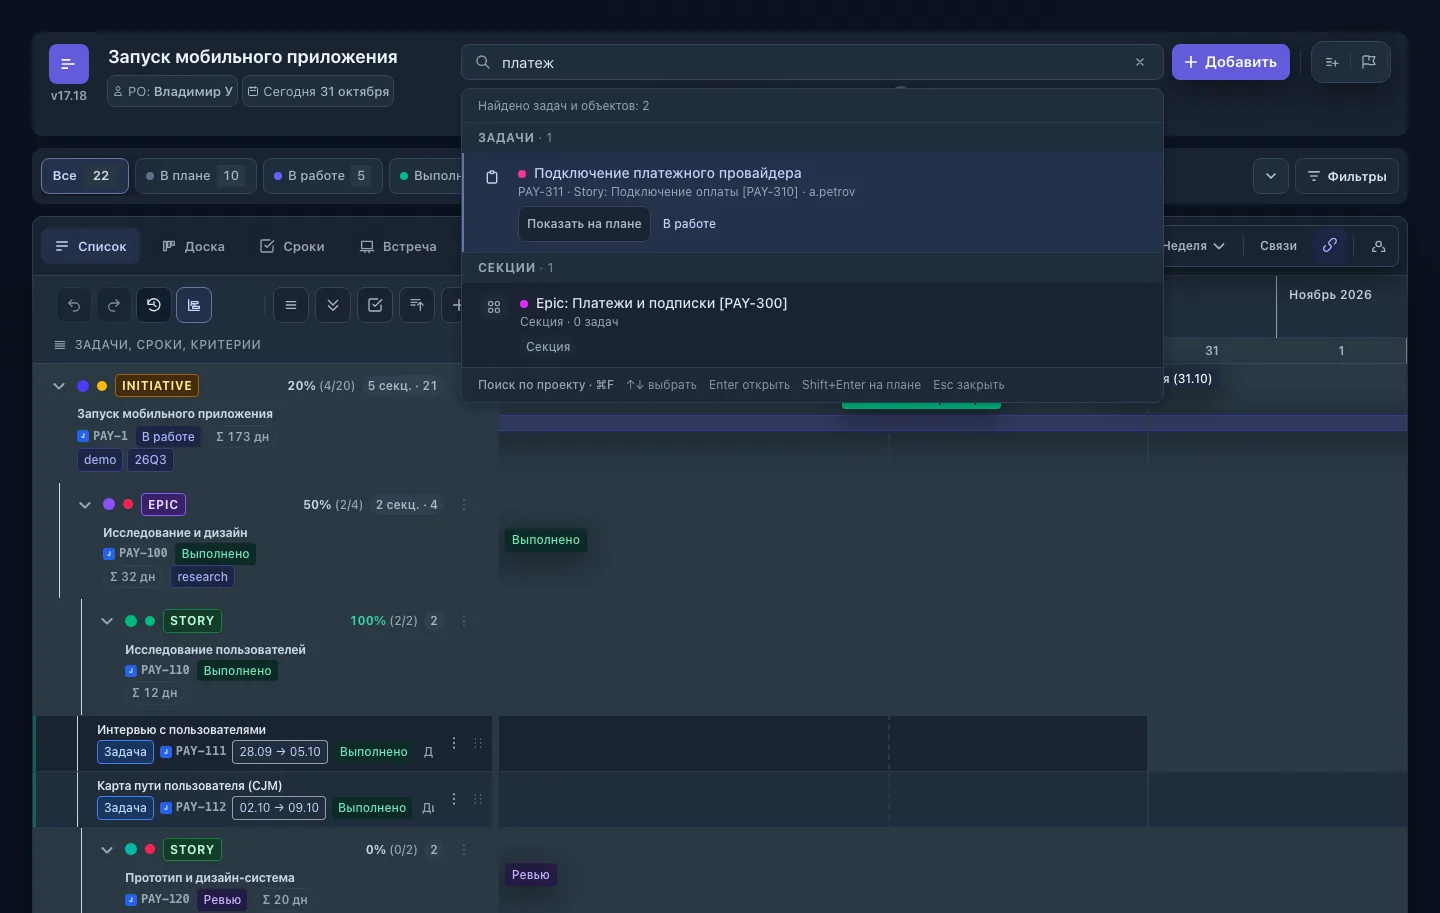 Запуск мобильного приложения
v17.18
PO: Владимир У
Сегодня 31 октября
платеж
Добавить
Найдено задач и объектов: 2
ЗАДАЧИ · 1
Подключение платежного провайдера
PAY-311 · Story: Подключение оплаты [PAY-310] · a.petrov
Показать на плане
В работе
СЕКЦИИ · 1
Epic: Платежи и подписки [PAY-300]
Секция · 0 задач
Секция
Поиск по проекту · ⌘F ↑↓ выбрать Enter открыть Shift+Enter на плане Esc закрыть
Все 22
В плане 10
В работе 5
Выполн
Фильтры
Список
Доска
Сроки
Встреча
Неделя
Связи
Ноябрь 2026
31
1
ЗАДАЧИ, СРОКИ, КРИТЕРИИ
я (31.10)
INITIATIVE 20% (4/20) 5 секц. · 21
Запуск мобильного приложения
PAY-1 В работе Σ 173 дн
demo 26Q3
EPIC 50% (2/4) 2 секц. · 4
Исследование и дизайн
PAY-100 Выполнено
Σ 32 дн research
Выполнено
STORY 100% (2/2) 2
Исследование пользователей
PAY-110 Выполнено
Σ 12 дн
Интервью с пользователями
Задача PAY-111 28.09 → 05.10 Выполнено Д
Карта пути пользователя (CJM)
Задача PAY-112 02.10 → 09.10 Выполнено Ди
STORY 0% (0/2) 2
Прототип и дизайн-система
PAY-120 Ревью Σ 20 дн
Ревью